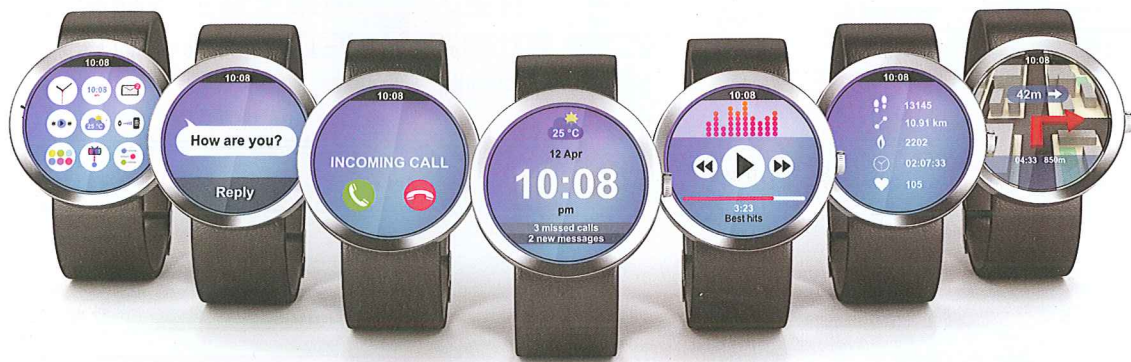 10:08
10:08
25 °C
10:08
How are you?
Reply
10:08
INCOMING CALL
25 °C
12 Apr
10:08
pm
3 missed calls
2 new messages
10:08
3:23
Best hits
10:08
13145
10.91 km
2202
02:07:33
105
10:08
42m
04:33 850m